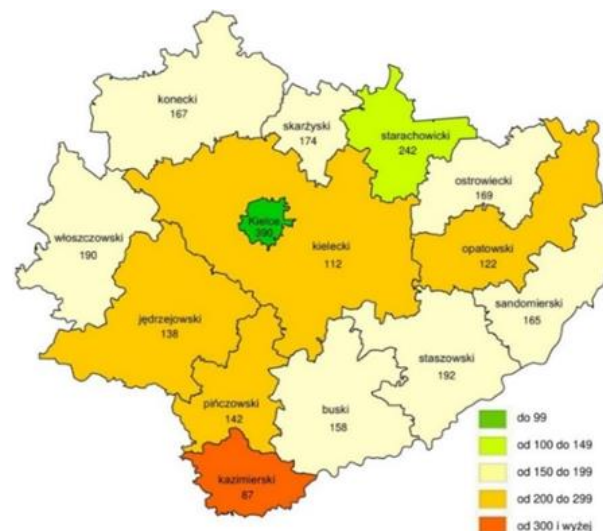 konecki
167
skarżyski
174
starachowicki
242
ostrowiecki
169
włoszczowski
190
Kielce
390
kielecki
112
opatowski
122
sandomierski
165
jędrzejowski
138
staszowski
192
pińczowski
142
buski
158
kazimierski
87
do 99
od 100 do 149
od 150 do 199
od 200 do 299
od 300 i wyżej